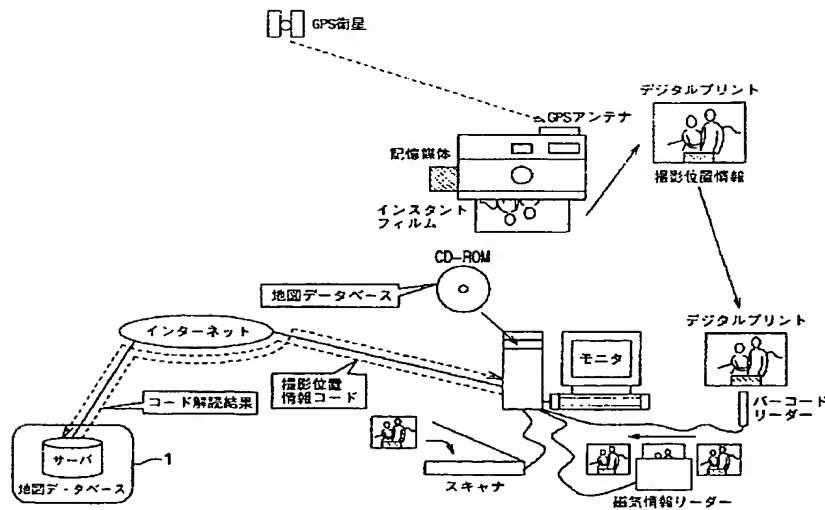 GPS衛星
デジタルプリント
GPSアンテナ
記憶媒体
撮影位置情報
インスタント
フィルム
CD-ROM
地図データベース
デジタルプリント
インターネット
モニタ
撮影位置
情報コード
バーコード
リーダー
コード解読結果
サーバ
1
地図データベース
スキャナ
磁気情報リーダー